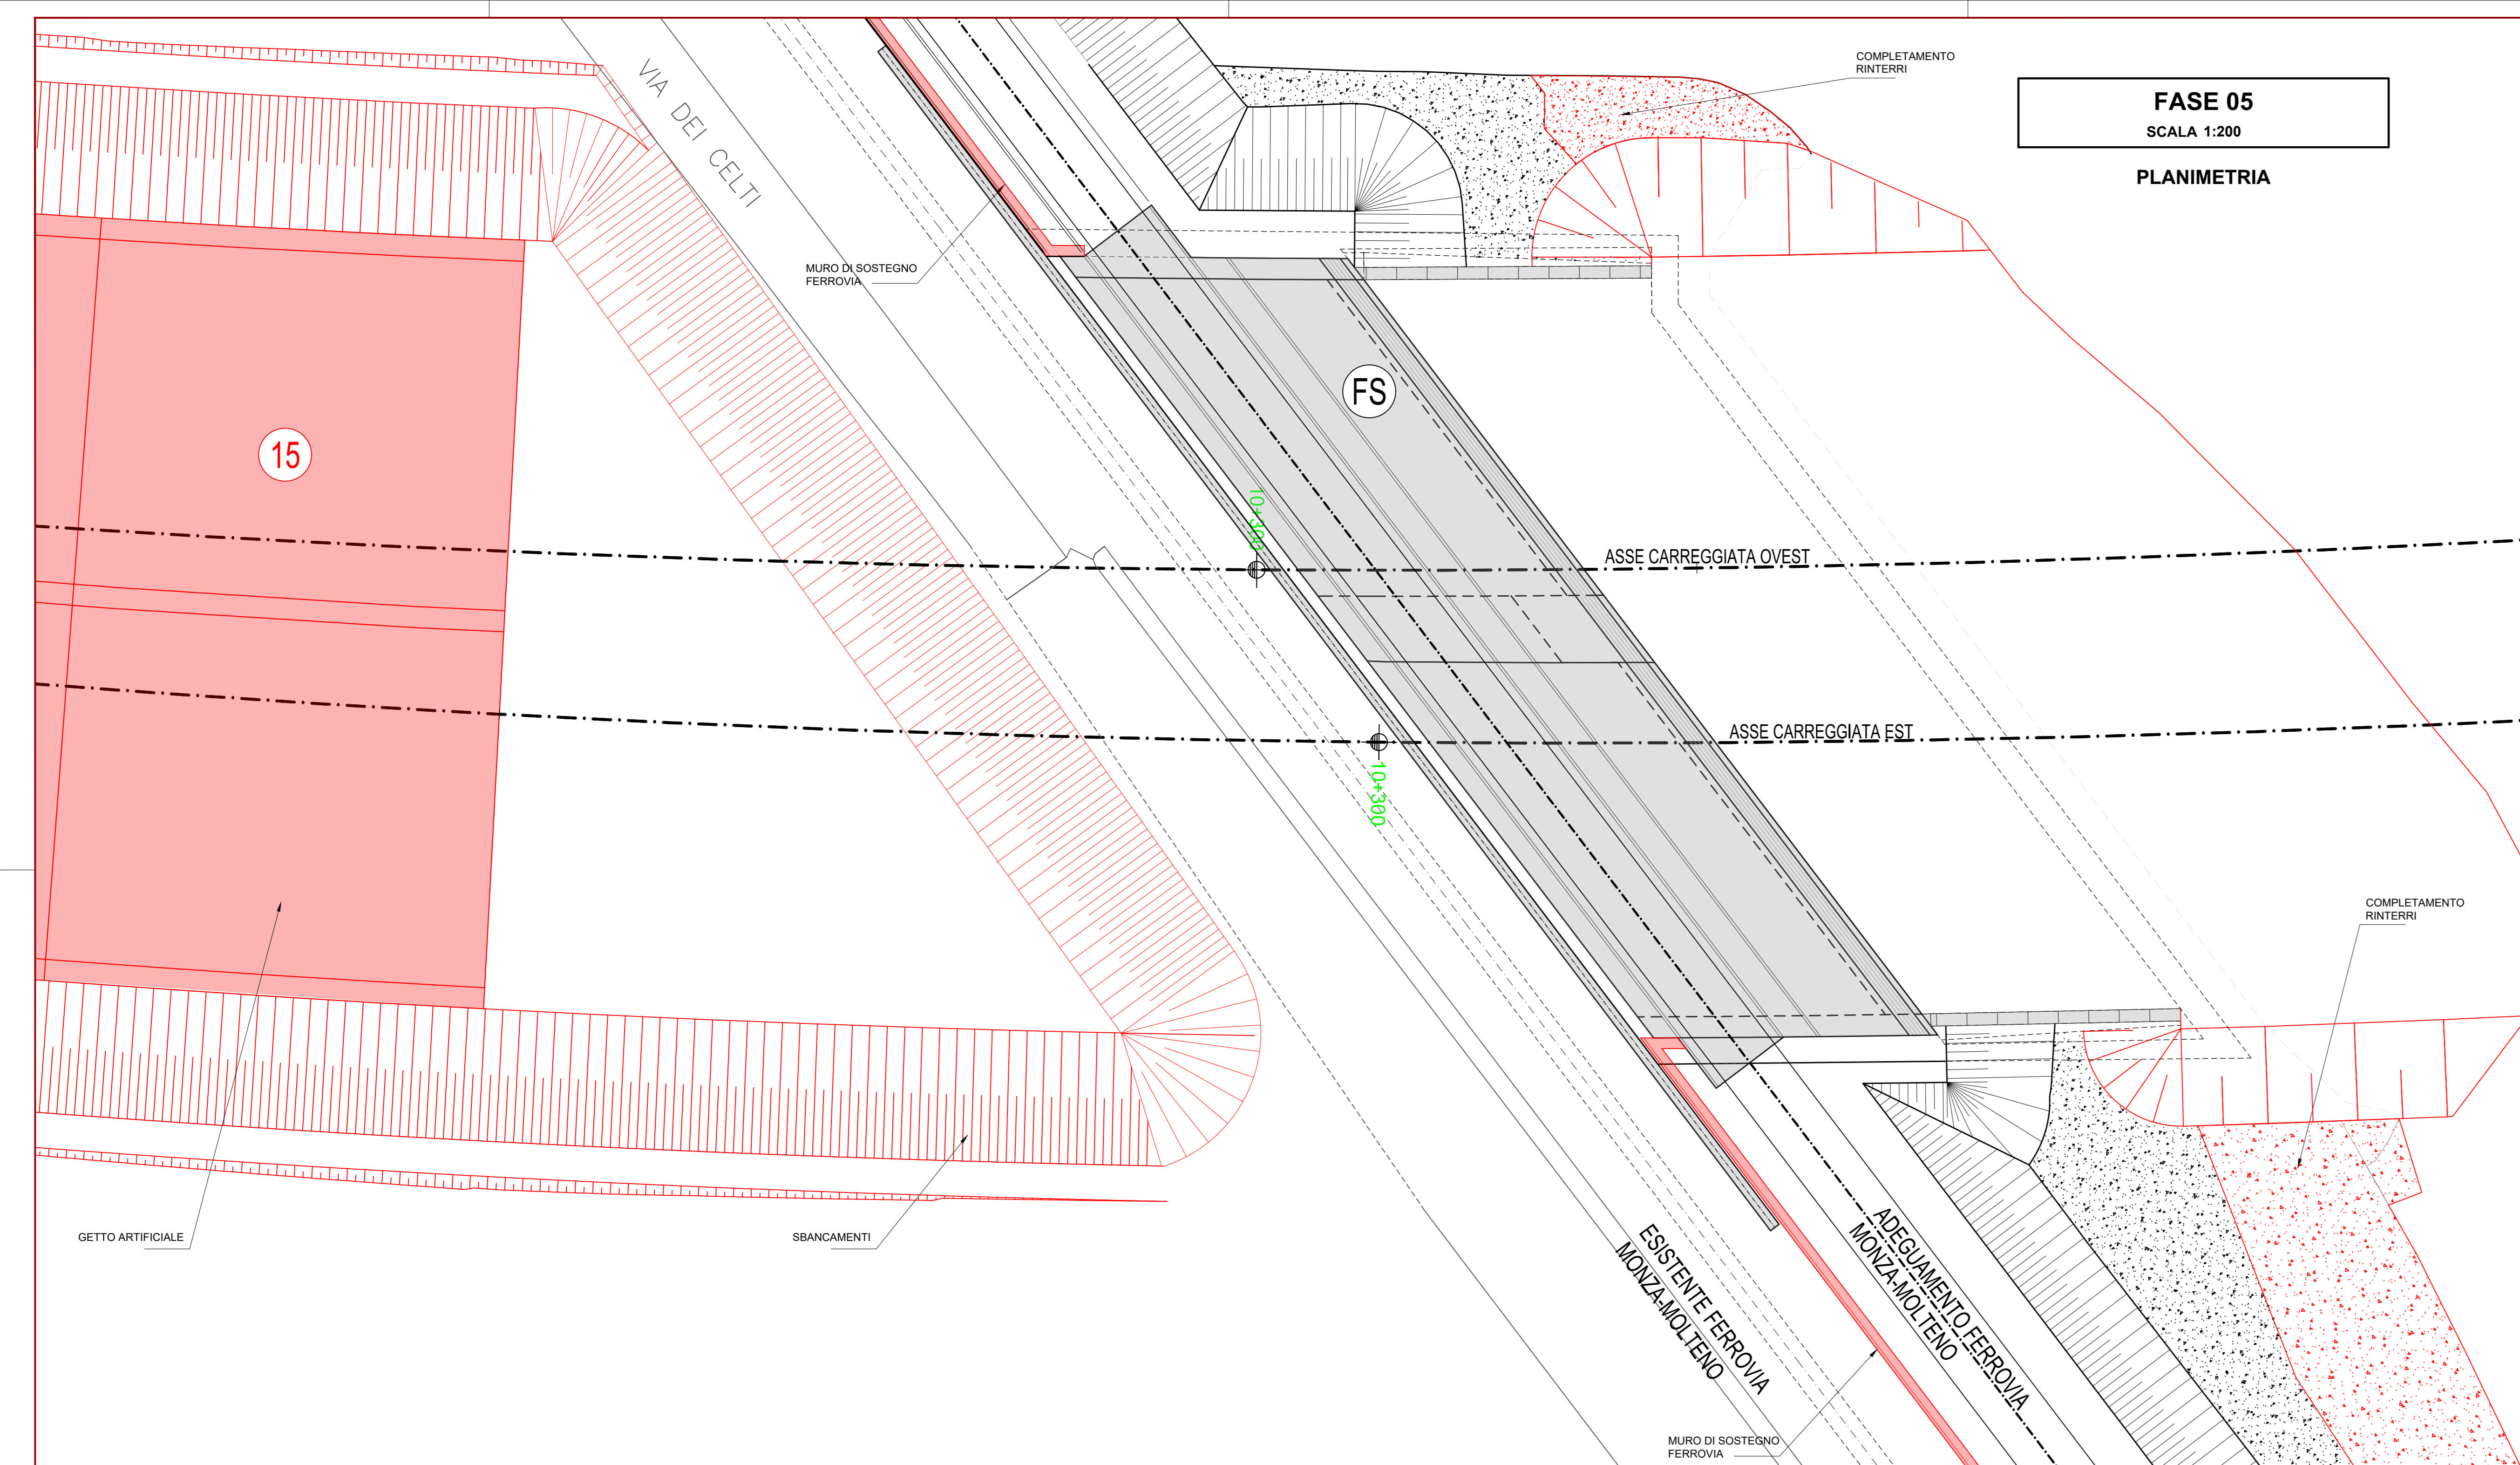 COMPLETAMENTO
RINTERRI
FASE 05
SCALA 1:200
PLANIMETRIA
VIA DEI CELTI
MURO DI SOSTEGNO
FERROVIA
FS
15
10+300
ASSE CARREGGIATA OVEST
ASSE CARREGGIATA EST
10+300
COMPLETAMENTO
RINTERRI
GETTO ARTIFICIALE
SBANCAMENTI
ESISTENTE FERROVIA
MONZA-MOLTENO
ADEGUAMENTO FERROVIA
MONZA-MOLTENO
MURO DI SOSTEGNO
FERROVIA